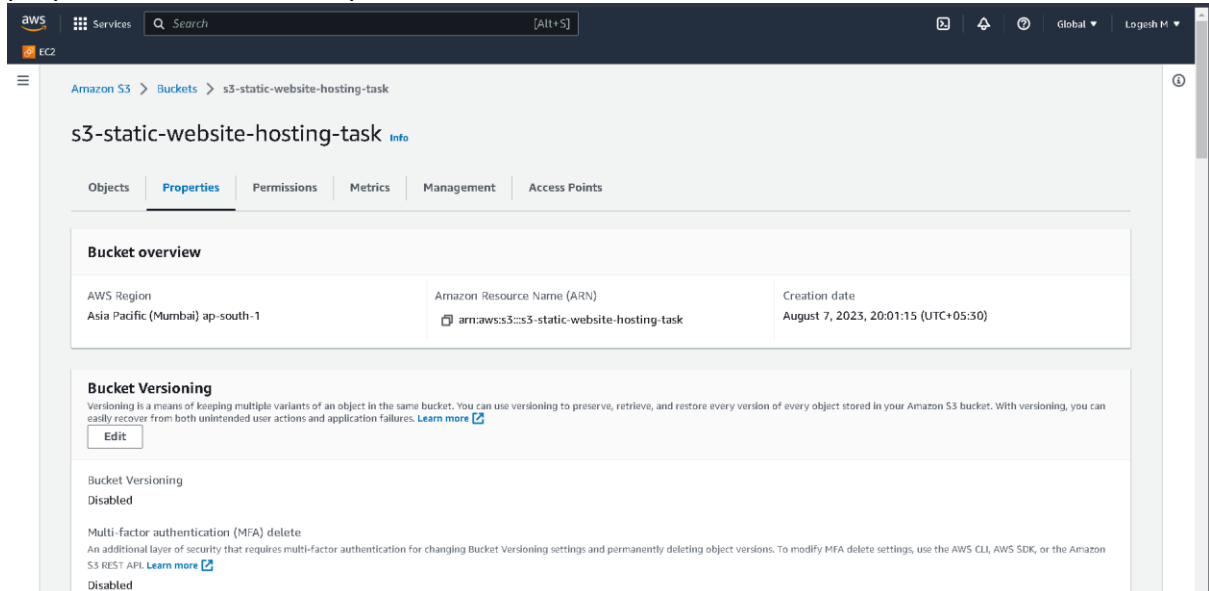 aws
Services
Search
[Alt+S]
Global
Logesh M
EC2
Amazon S3 > Buckets > s3-static-website-hosting-task
s3-static-website-hosting-task Info
Objects
Properties
Permissions
Metrics
Management
Access Points
Bucket overview
AWS Region
Asia Pacific (Mumbai) ap-south-1
Amazon Resource Name (ARN)
arn:aws:s3:::s3-static-website-hosting-task
Creation date
August 7, 2023, 20:01:15 (UTC+05:30)
Bucket Versioning
Versioning is a means of keeping multiple variants of an object in the same bucket. You can use versioning to preserve, retrieve, and restore every version of every object stored in your Amazon S3 bucket. With versioning, you can
easily recover from both unintended user actions and application failures. Learn more
Edit
Bucket Versioning
Disabled
Multi-factor authentication (MFA) delete
An additional layer of security that requires multi-factor authentication for changing Bucket Versioning settings and permanently deleting object versions. To modify MFA delete settings, use the AWS CLI, AWS SDK, or the Amazon
S3 REST API. Learn more
Disabled